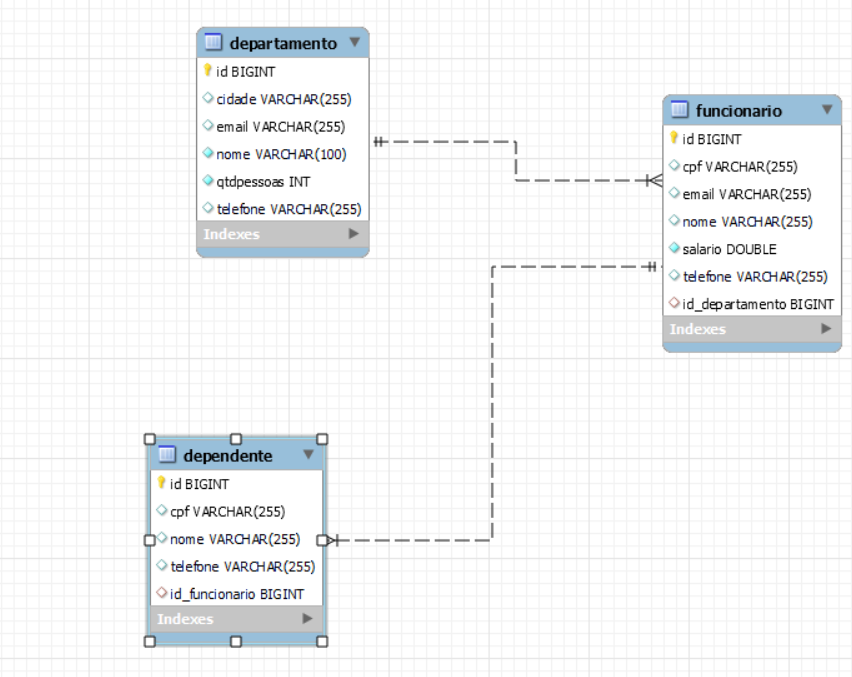 departamento
id BIGINT
cidade VARCHAR(255)
email VARCHAR(255)
nome VARCHAR(100)
qtdpessoas INT
telefone VARCHAR(255)
Indexes
funcionario
id BIGINT
cpf VARCHAR(255)
email VARCHAR(255)
nome VARCHAR(255)
salario DOUBLE
telefone VARCHAR(255)
id_departamento BIGINT
Indexes
dependente
id BIGINT
cpf VARCHAR(255)
nome VARCHAR(255)
telefone VARCHAR(255)
id_funcionario BIGINT
Indexes